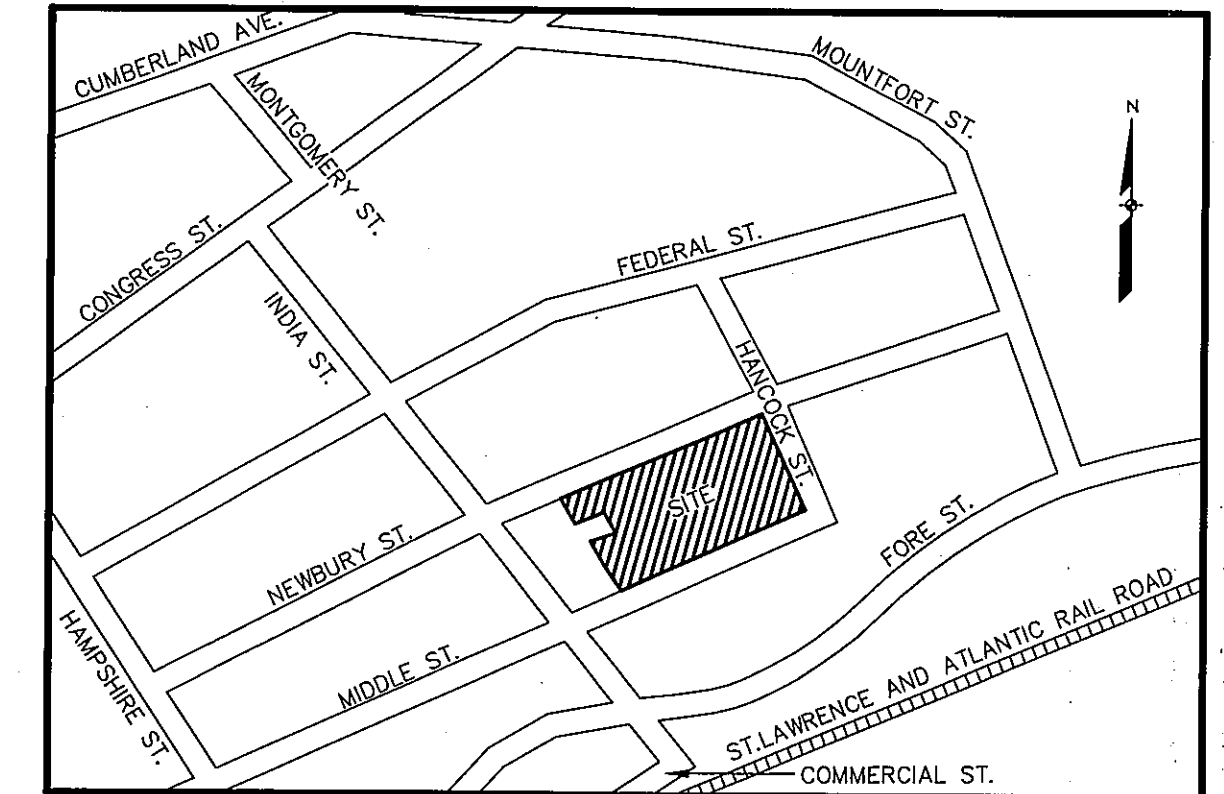 CUMBERLAND AVE.
MOUNTFORT ST.
MONTGOMERY ST.
N
CONGRESS ST.
FEDERAL ST.
INDIA ST.
HANCOCK ST.
SITE
NEWBURY ST.
FORE ST.
HAMPSHIRE ST.
MIDDLE ST.
ST.LAWRENCE AND ATLANTIC RAIL ROAD
COMMERCIAL ST.